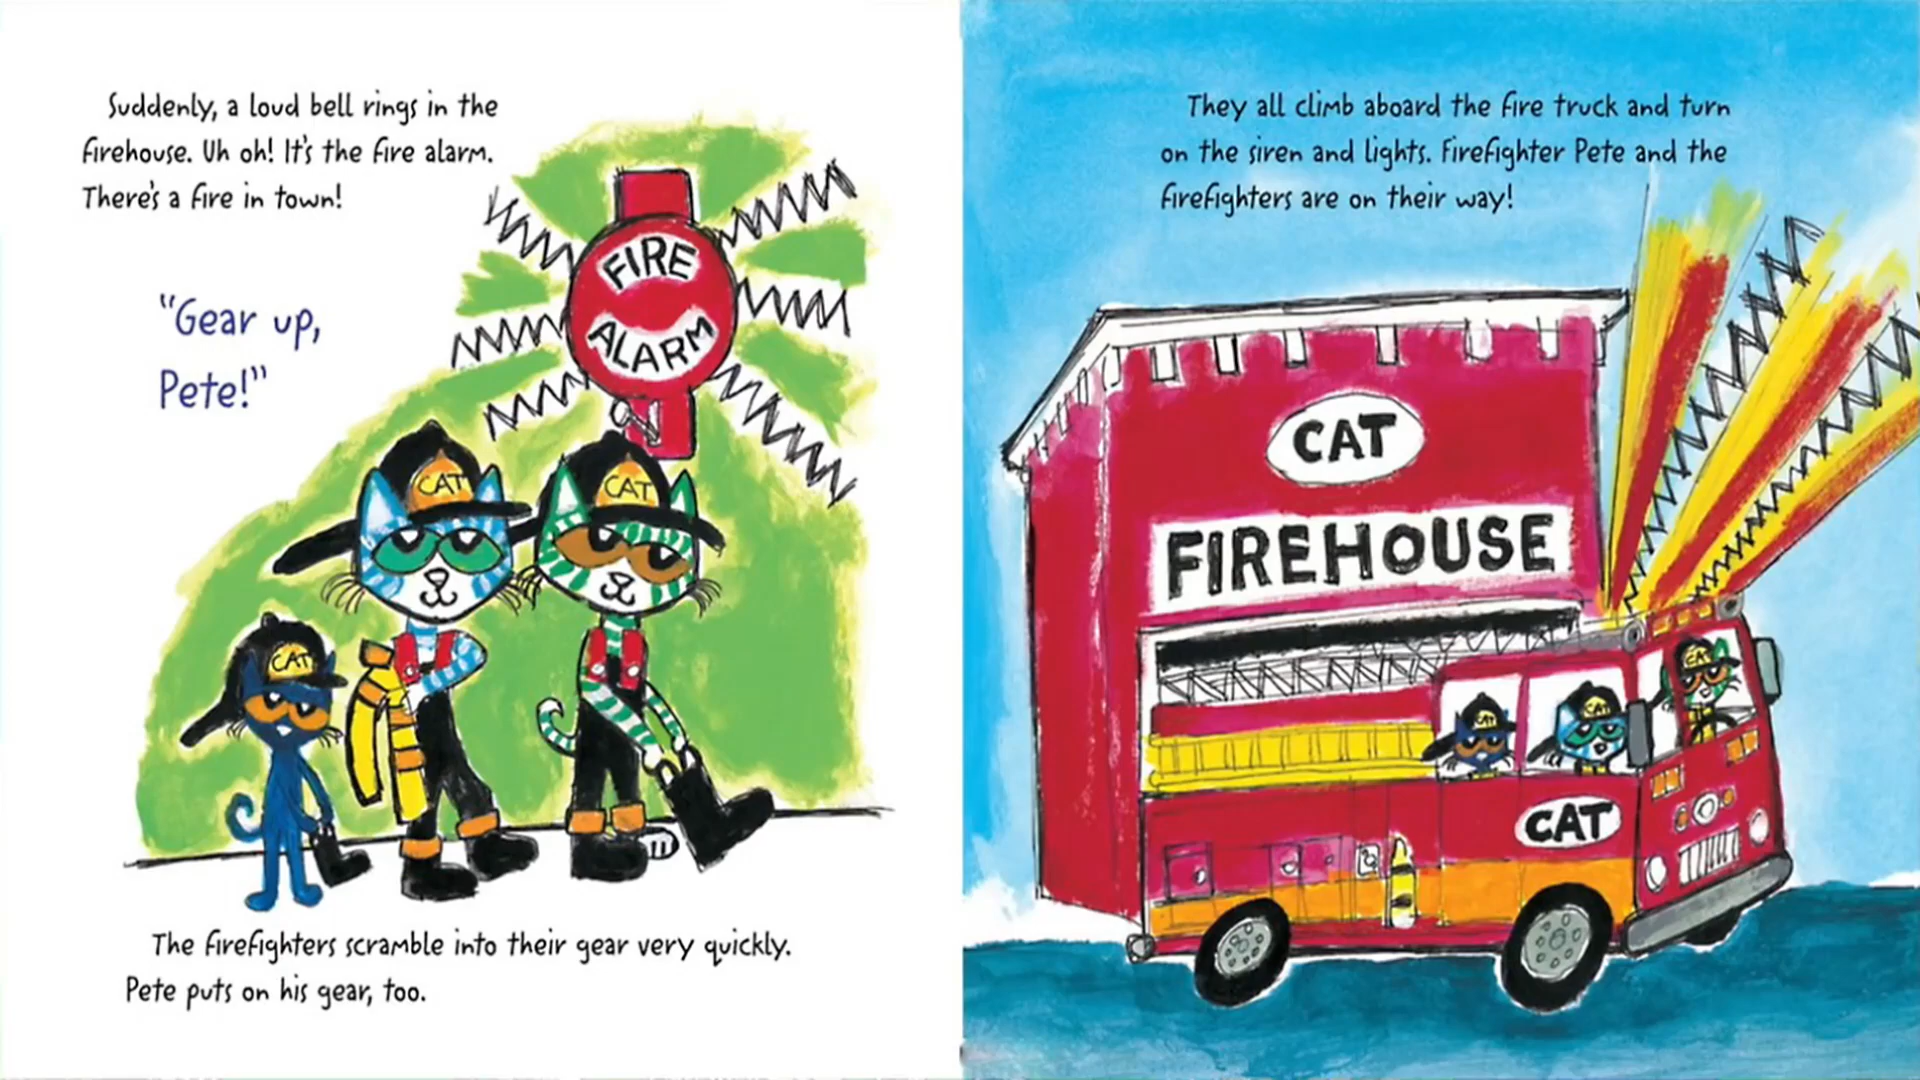 Suddenly, a loud bell rings in the
firehouse. Uh oh! It's the fire alarm.
There's a fire in town!
"Gear up,
Pete!"
FIRE
ALARM
CAT
CAT
CAT
The firefighters scramble into their gear very quickly.
Pete puts on his gear, too.
They all climb aboard the fire truck and turn
on the siren and lights. Firefighter Pete and the
firefighters are on their way!
CAT
FIREHOUSE
CAT
CAT
CAT
CAT